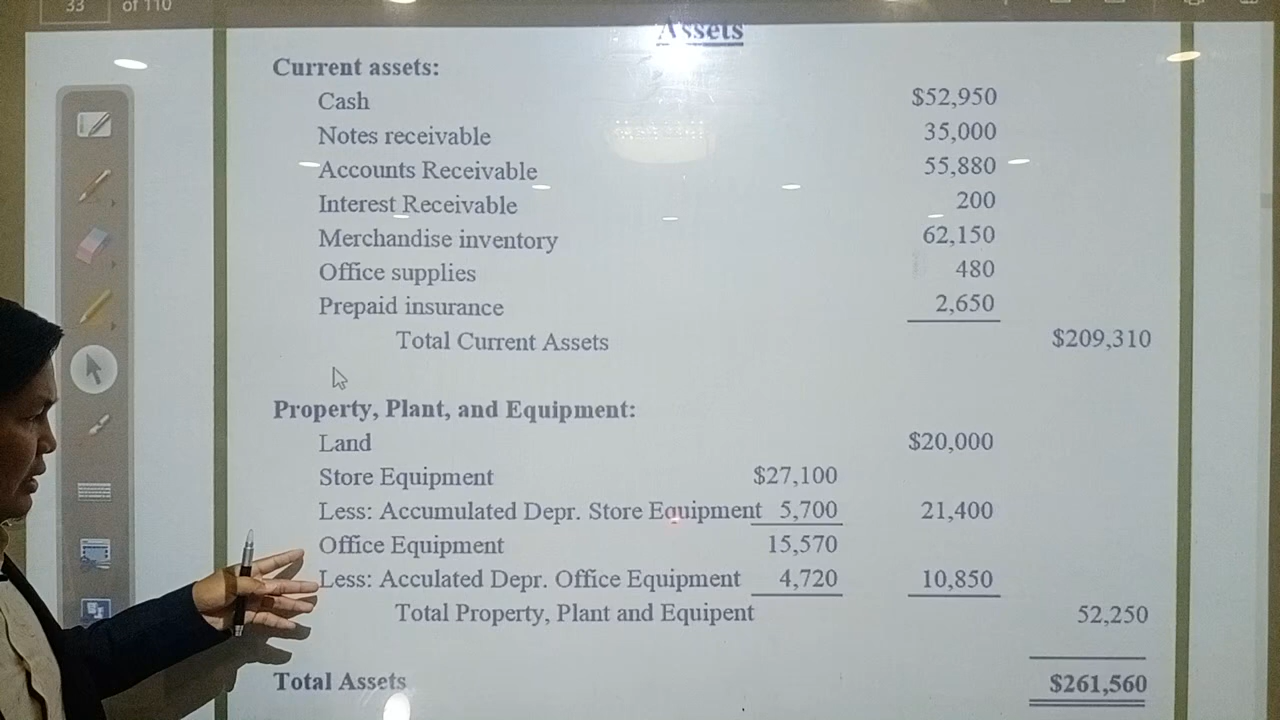 33 of 110
Assets
Current assets:
Cash $52,950
Notes receivable 35,000
Accounts Receivable 55,880
Interest Receivable 200
Merchandise inventory 62,150
Office supplies 480
Prepaid insurance 2,650
Total Current Assets $209,310
Property, Plant, and Equipment:
Land $20,000
Store Equipment $27,100
Less: Accumulated Depr. Store Equipment 5,700 21,400
Office Equipment 15,570
Less: Acculated Depr. Office Equipment 4,720 10,850
Total Property, Plant and Equipent 52,250
Total Assets $261,560